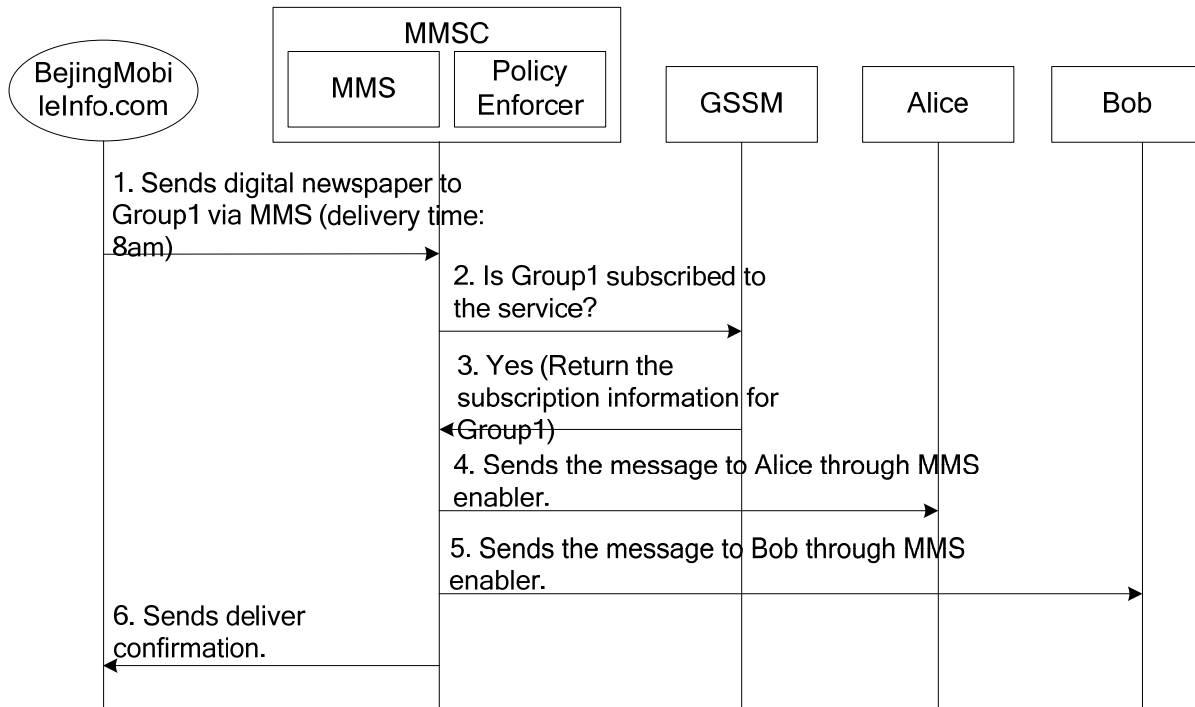 MMSC
BejingMobi
leInfo.com
MMS
Policy
Enforcer
GSSM
Alice
Bob
1. Sends digital newspaper to
Group1 via MMS (delivery time:
8am)
2. Is Group1 subscribed to
the service?
3. Yes (Return the
subscription information for
Group1)
4. Sends the message to Alice through MMS
enabler.
5. Sends the message to Bob through MMS
enabler.
6. Sends deliver
confirmation.